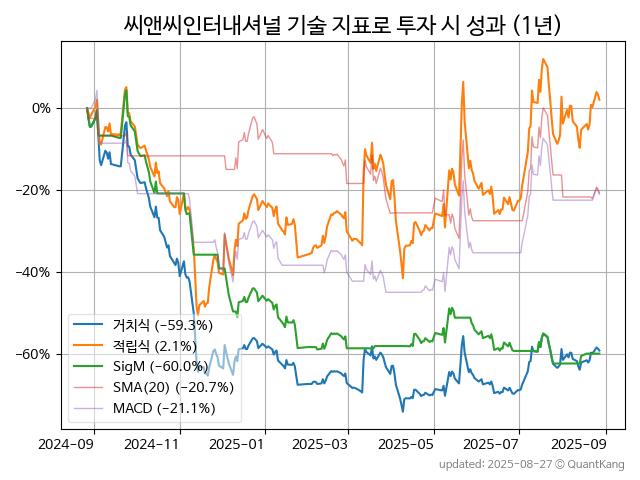 씨앤씨인터내셔널 기술 지표로 투자 시 성과 (1년)
0%
−20%
−40%
−60%
거치식 (−59.3%)
적립식 (2.1%)
SigM (−60.0%)
SMA(20) (−20.7%)
MACD (−21.1%)
2024-09
2024-11
2025-01
2025-03
2025-05
2025-07
2025-09
updated: 2025-08-27 © QuantKang